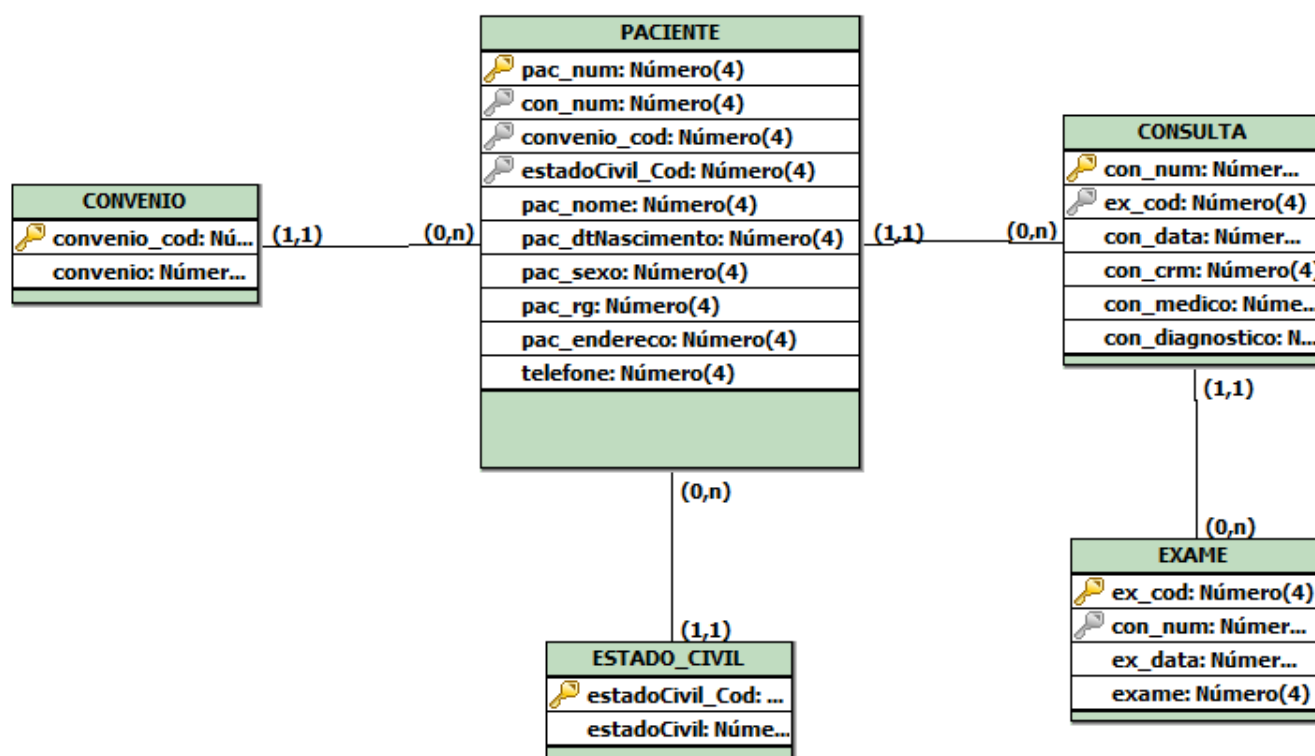 PACIENTE
pac_num: Número(4)
con_num: Número(4)
convenio_cod: Número(4)
estadoCivil_Cod: Número(4)
pac_nome: Número(4)
pac_dtNascimento: Número(4)
pac_sexo: Número(4)
pac_rg: Número(4)
pac_endereco: Número(4)
telefone: Número(4)
CONVENIO
convenio_cod: Nú...
convenio: Númer...
(1,1)
(0,n)
(1,1)
(0,n)
CONSULTA
con_num: Númer...
ex_cod: Número(4)
con_data: Númer...
con_crm: Número(4)
con_medico: Núme...
con_diagnostico: N...
(1,1)
(0,n)
EXAME
ex_cod: Número(4)
con_num: Númer...
ex_data: Númer...
exame: Número(4)
(0,n)
(1,1)
ESTADO_CIVIL
estadoCivil_Cod: ...
estadoCivil: Núme...